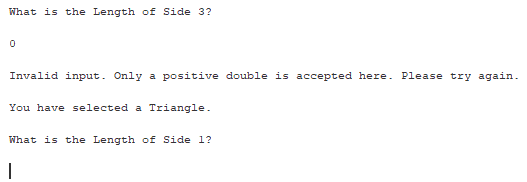 What is the Length of Side 3?
0
Invalid input. Only a positive double is accepted here. Please try again.
You have selected a Triangle.
What is the Length of Side 1?